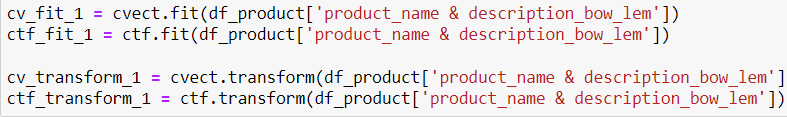 cv_fit_1 = cvect.fit(df_product['product_name & description_bow_lem'])
ctf_fit_1 = ctf.fit(df_product['product_name & description_bow_lem'])
cv_transform_1 = cvect.transform(df_product['product_name & description_bow_lem']
ctf_transform_1 = ctf.transform(df_product['product_name & description_bow_lem'])